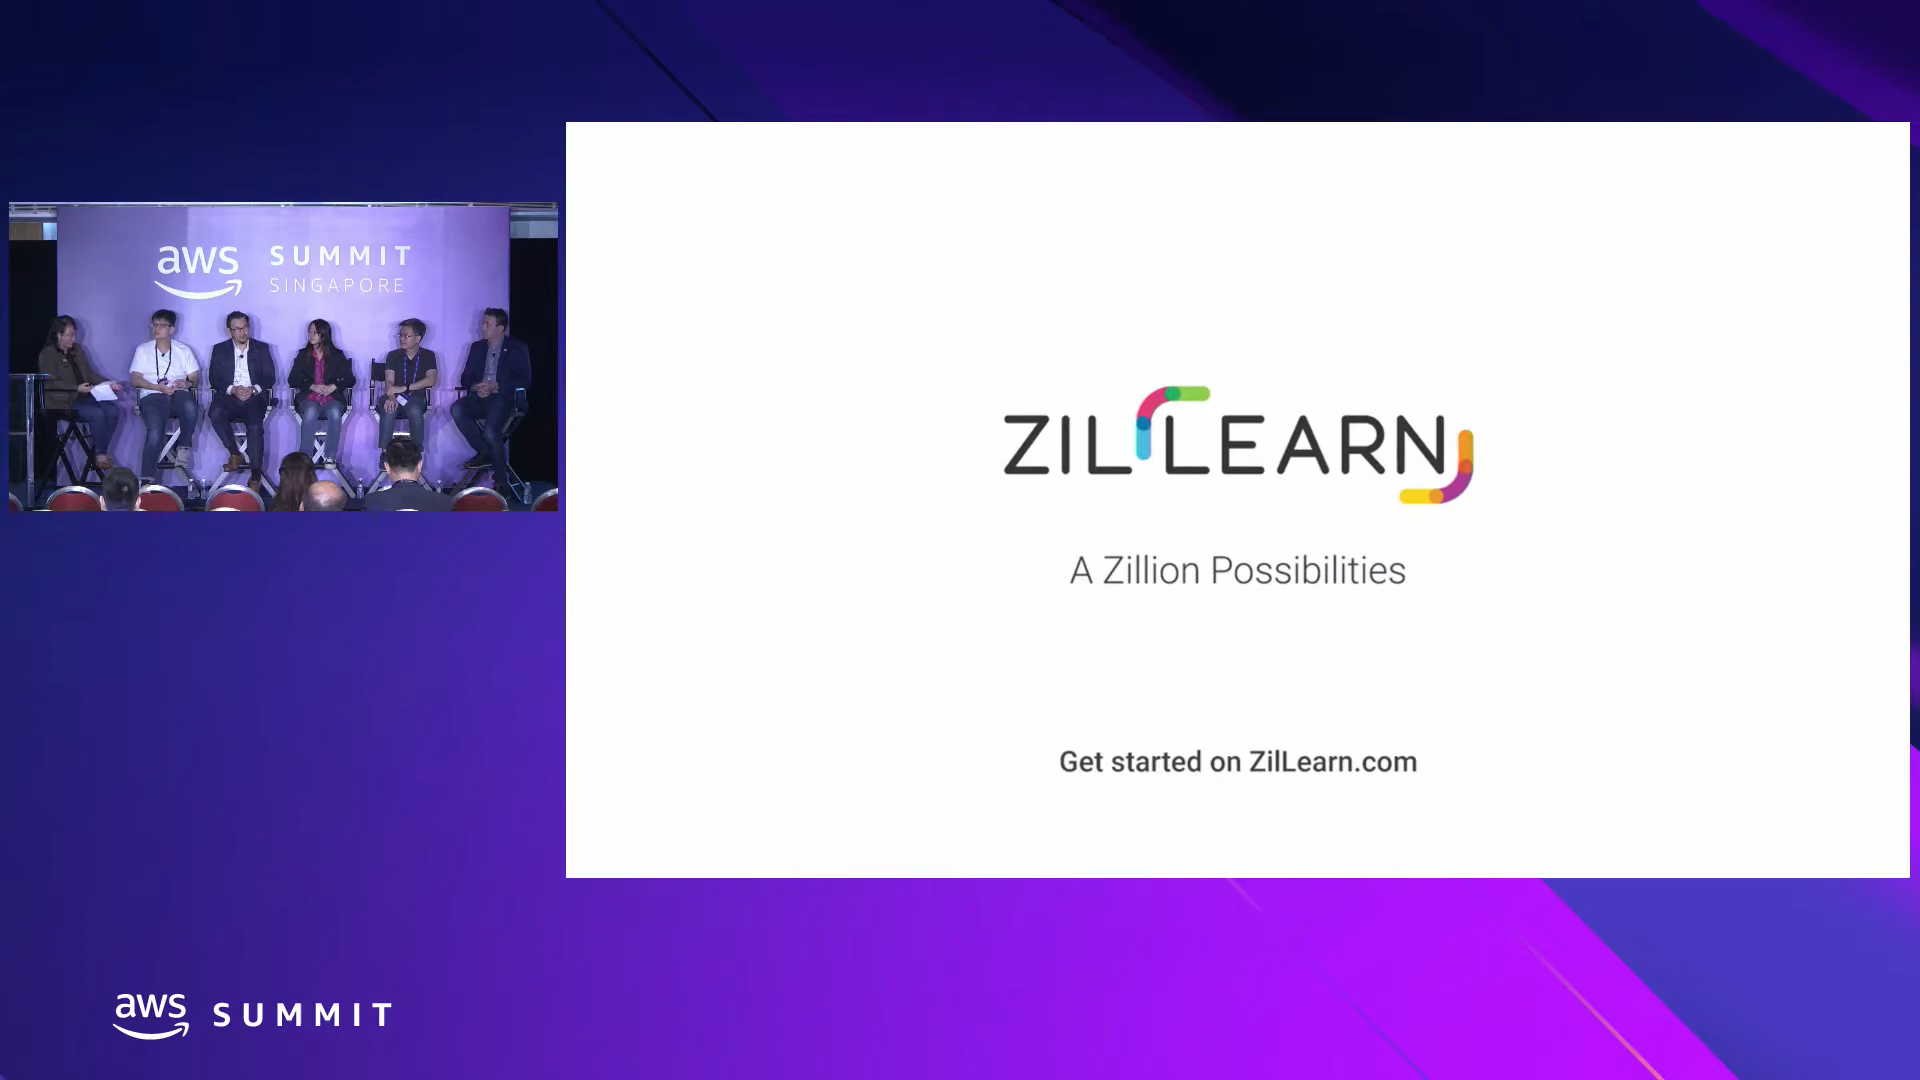 aws SUMMIT
SINGAPORE
ZILLEARN
A Zillion Possibilities
Get started on ZilLearn.com
aws SUMMIT